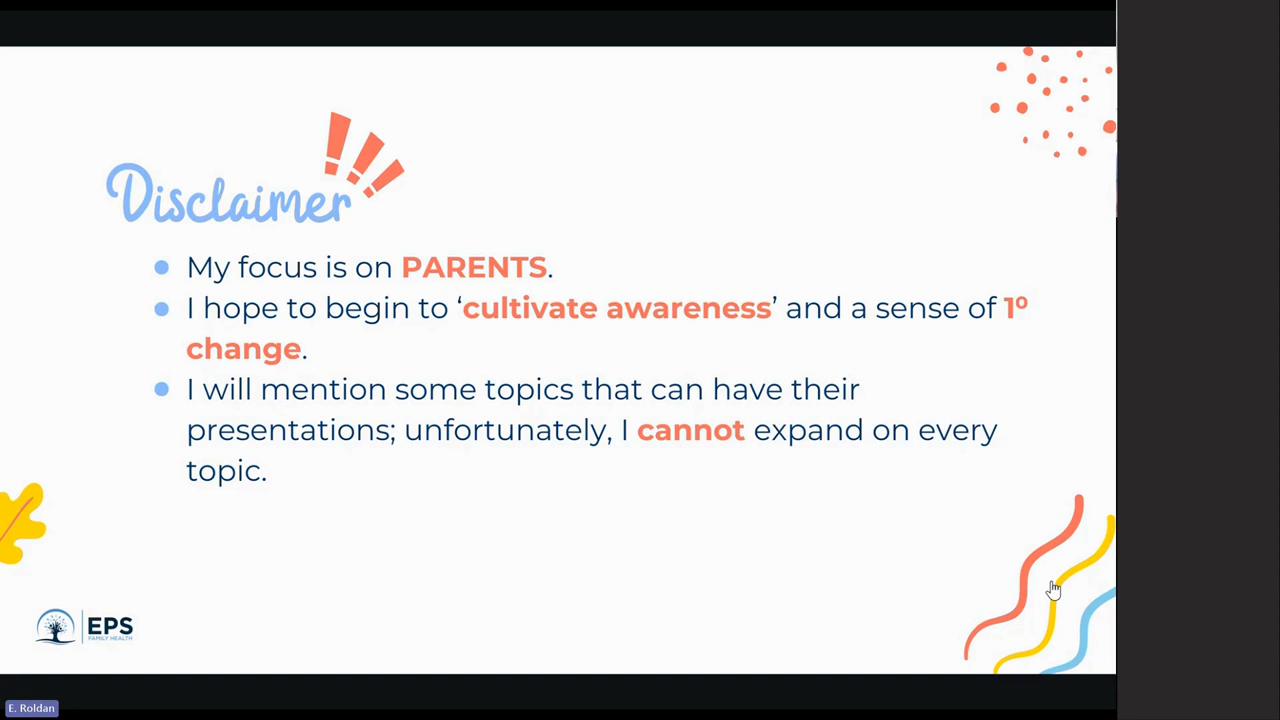 Disclaimer
My focus is on PARENTS.
I hope to begin to ‘cultivate awareness’ and a sense of 1º
change.
I will mention some topics that can have their
presentations; unfortunately, I cannot expand on every
topic.
EPS
FAMILY HEALTH
E. Roldan